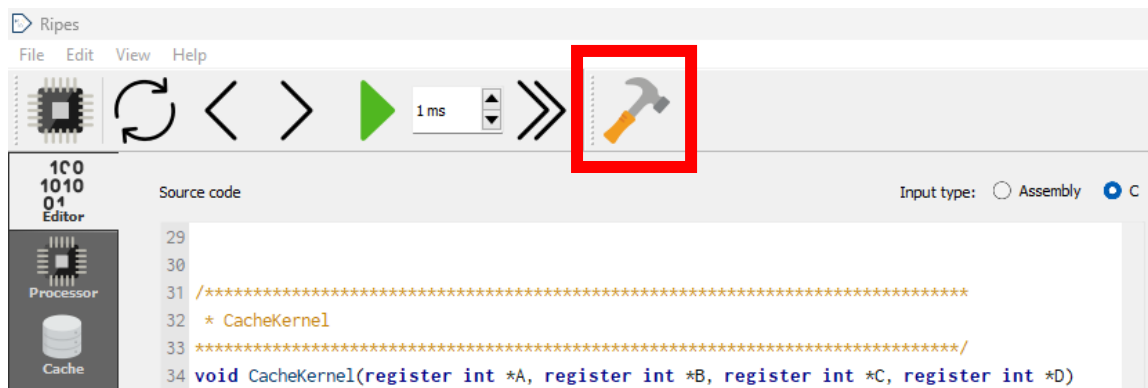 Ripes
File Edit View Help
1 ms
100
1010
01
Editor
Source code
Input type: Assembly C
Processor
Cache
29
30
31 /*******************************************************************************
32 * CacheKernel
33 *******************************************************************************/
34 void CacheKernel(register int *A, register int *B, register int *C, register int *D)